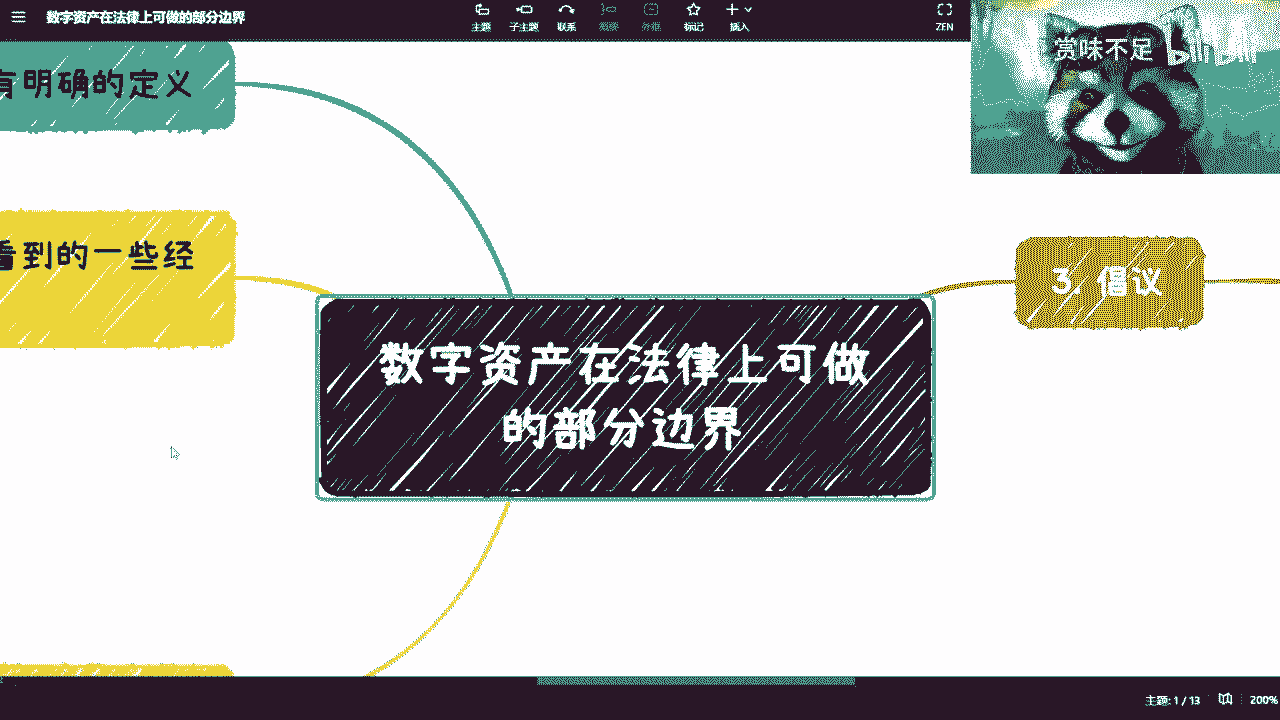 数字资产在法律上可做的部分边界
主题
子主题
联系
概要
外框
标记
插入
ZEN
赏味不足 bilibili
有明确的定义
看到的一些经
3. 倡议
数字资产在法律上可做
的部分边界
主题: 1 / 13
200%